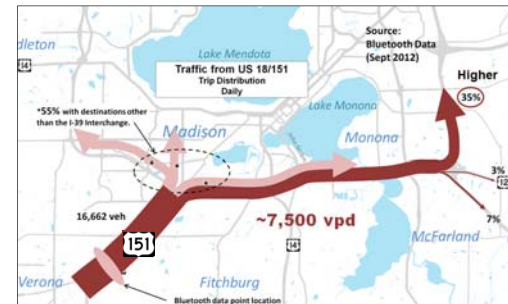 dleton
14
Lake Mendota
Traffic from US 18/151
Trip Distribution
Daily
Source:
Bluetooth Data
(Sept 2012)
Higher
35%
*55% with destinations other
than the I-39 Interchange.
Madison
Lake Monona
Monona
3%
12
7%
16,662 veh
~7,500 vpd
151
14
McFarland
Verona
Fitchburg
Bluetooth data point location